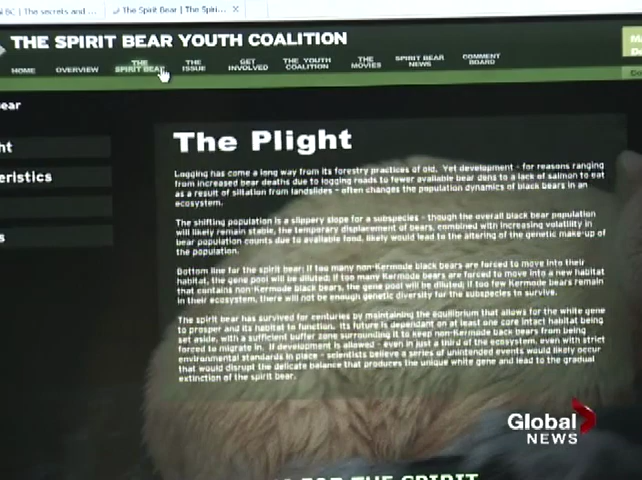 BC | The secrets and ...
The Spirit Bear | The Spiri...
THE SPIRIT BEAR YOUTH COALITION
HOME OVERVIEW THE SPIRIT BEAR THE ISSUE GET INVOLVED THE YOUTH COALITION THE MOVIES SPIRIT BEAR NEWS COMMENT BOARD
ear
The Plight
ht
eristics
s
Logging has come a long way from its forestry practices of old. Yet development - for reasons ranging
from increased bear deaths due to logging roads to fewer available bear dens to a lack of salmon to eat
as a result of siltation from landslides - often changes the population dynamics of black bears in an
ecosystem.
The shifting population is a slippery slope for a subspecies - though the overall black bear population
will likely remain stable, the temporary displacement of bears, combined with increasing volatility in
bear population counts due to available food, likely would lead to the altering of the genetic make-up of
the population.
Bottom line for the spirit bear: if too many non-Kermode black bears are forced to move into their
habitat, the gene pool will be diluted; if too many Kermode bears are forced to move into a new habitat
that contains non-Kermode black bears, the gene pool will be diluted; if too few Kermode bears remain
in their ecosystem, there will not be enough genetic diversity for the subspecies to survive.
The spirit bear has survived for centuries by maintaining the equilibrium that allows for the white gene
to prosper and its habitat to function. Its future is dependant on at least one core intact habitat being
set aside, with a sufficient buffer zone surrounding it to keep non-Kermode back bears from being
forced to migrate in. If development is allowed - even in just a third of the ecosystem, even with strict
environmental standards in place - scientists believe a series of unintended events would likely occur
that would disrupt the delicate balance that produces the unique white gene and lead to the gradual
extinction of the spirit bear.
Global
NEWS
FOR THE SPIRIT